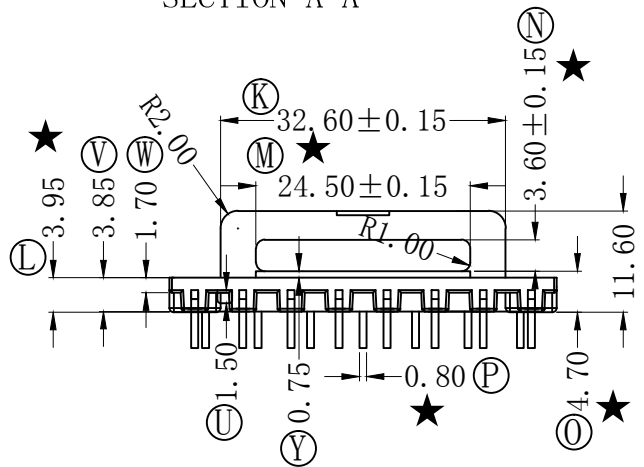 SECTION A-A
N
3.60±0.15
★
K
32.60±0.15
R2.00
★
M
★
24.50±0.15
V
W
3.95
3.85
1.70
L
R1.00
11.60
1.50
U
0.75
Y
0.80
P
★
4.70
O
★